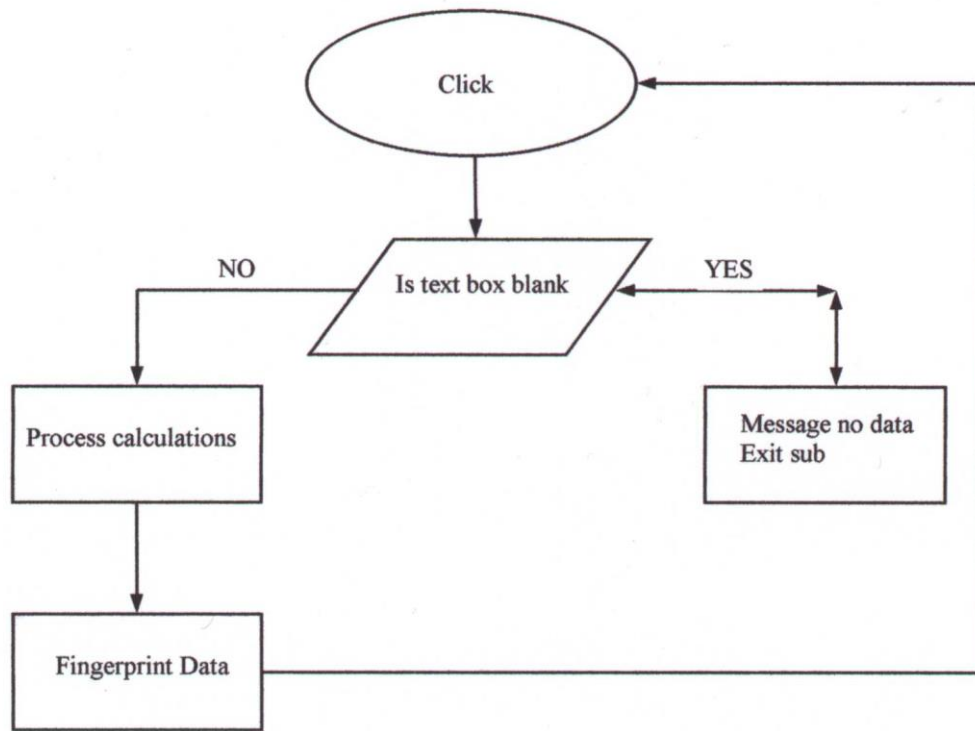 Click
Is text box blank
NO
YES
Process calculations
Message no data
Exit sub
Fingerprint Data